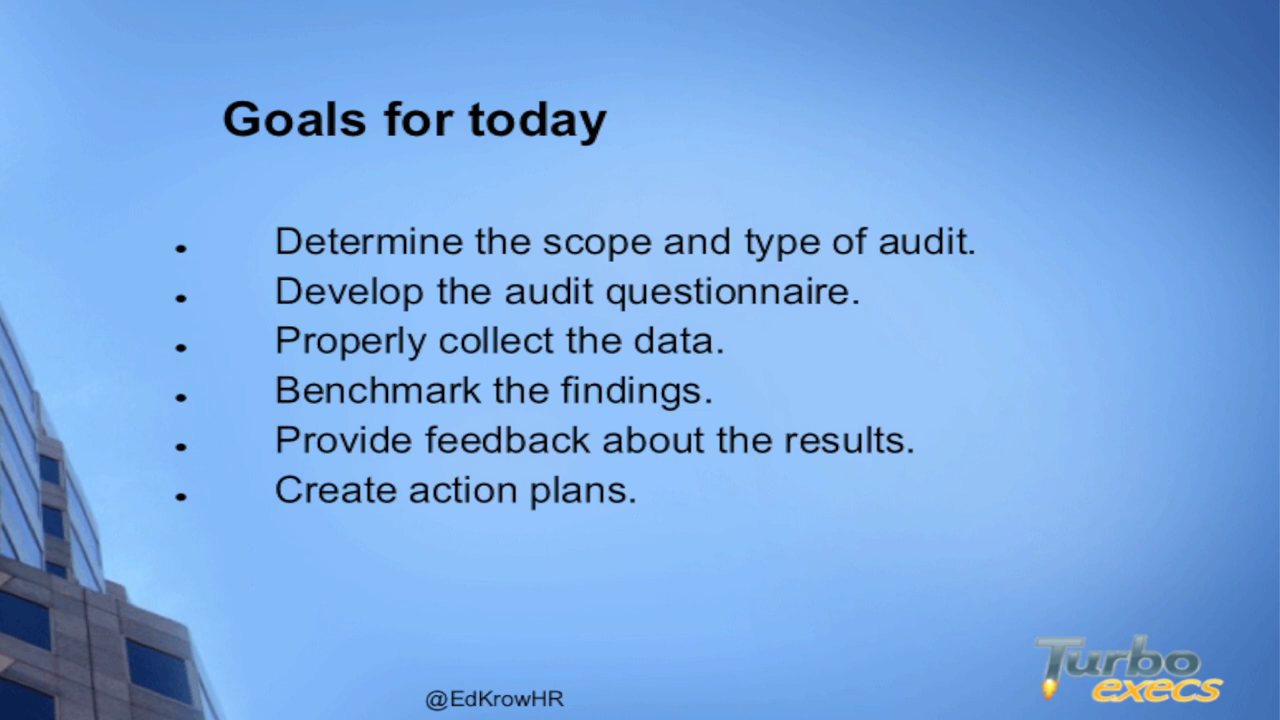 Goals for today
• Determine the scope and type of audit.
• Develop the audit questionnaire.
• Properly collect the data.
• Benchmark the findings.
• Provide feedback about the results.
• Create action plans.
Turbo
execs
@EdKrowHR